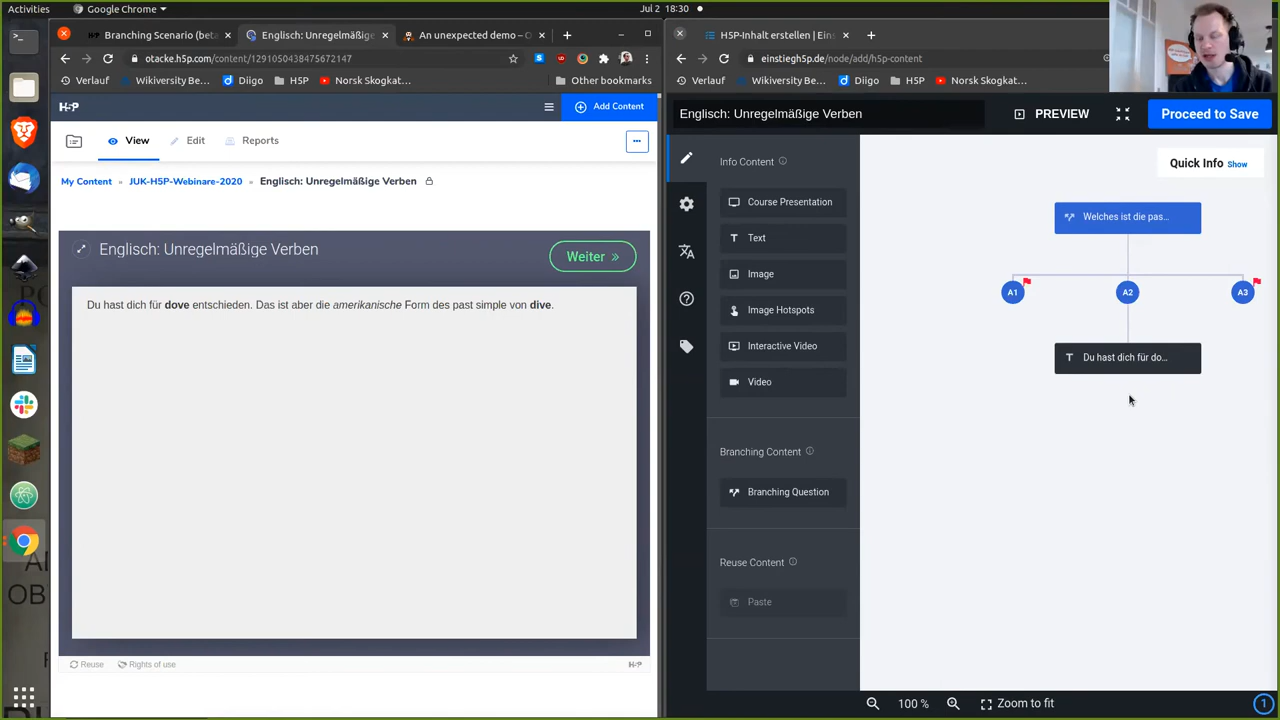 Activities
Google Chrome
Jul 2 18:30
Branching Scenario (beta
Englisch: Unregelmäßige Verben
An unexpected demo – O
otacke.h5p.com/content/1291050438475672147
Verlauf
Wikiversity Be…
Diigo
H5P
Norsk Skogkat…
Other bookmarks
H5P
Add Content
View
Edit
Reports
My Content » JUK-H5P-Webinare-2020 » Englisch: Unregelmäßige Verben
Englisch: Unregelmäßige Verben
Weiter »
Du hast dich für dove entschieden. Das ist aber die amerikanische Form des past simple von dive.
Reuse
Rights of use
H5P
H5P-Inhalt erstellen | Eins
einstiegh5p.de/node/add/h5p-content
Verlauf
Wikiversity Be…
Diigo
H5P
Norsk Skogkat…
Englisch: Unregelmäßige Verben
PREVIEW
Proceed to Save
Info Content
Course Presentation
Text
Image
Image Hotspots
Interactive Video
Video
Branching Content
Branching Question
Reuse Content
Paste
Quick Info Show
Welches ist die pas…
A1
A2
A3
T Du hast dich für do…
100 %
Zoom to fit
1